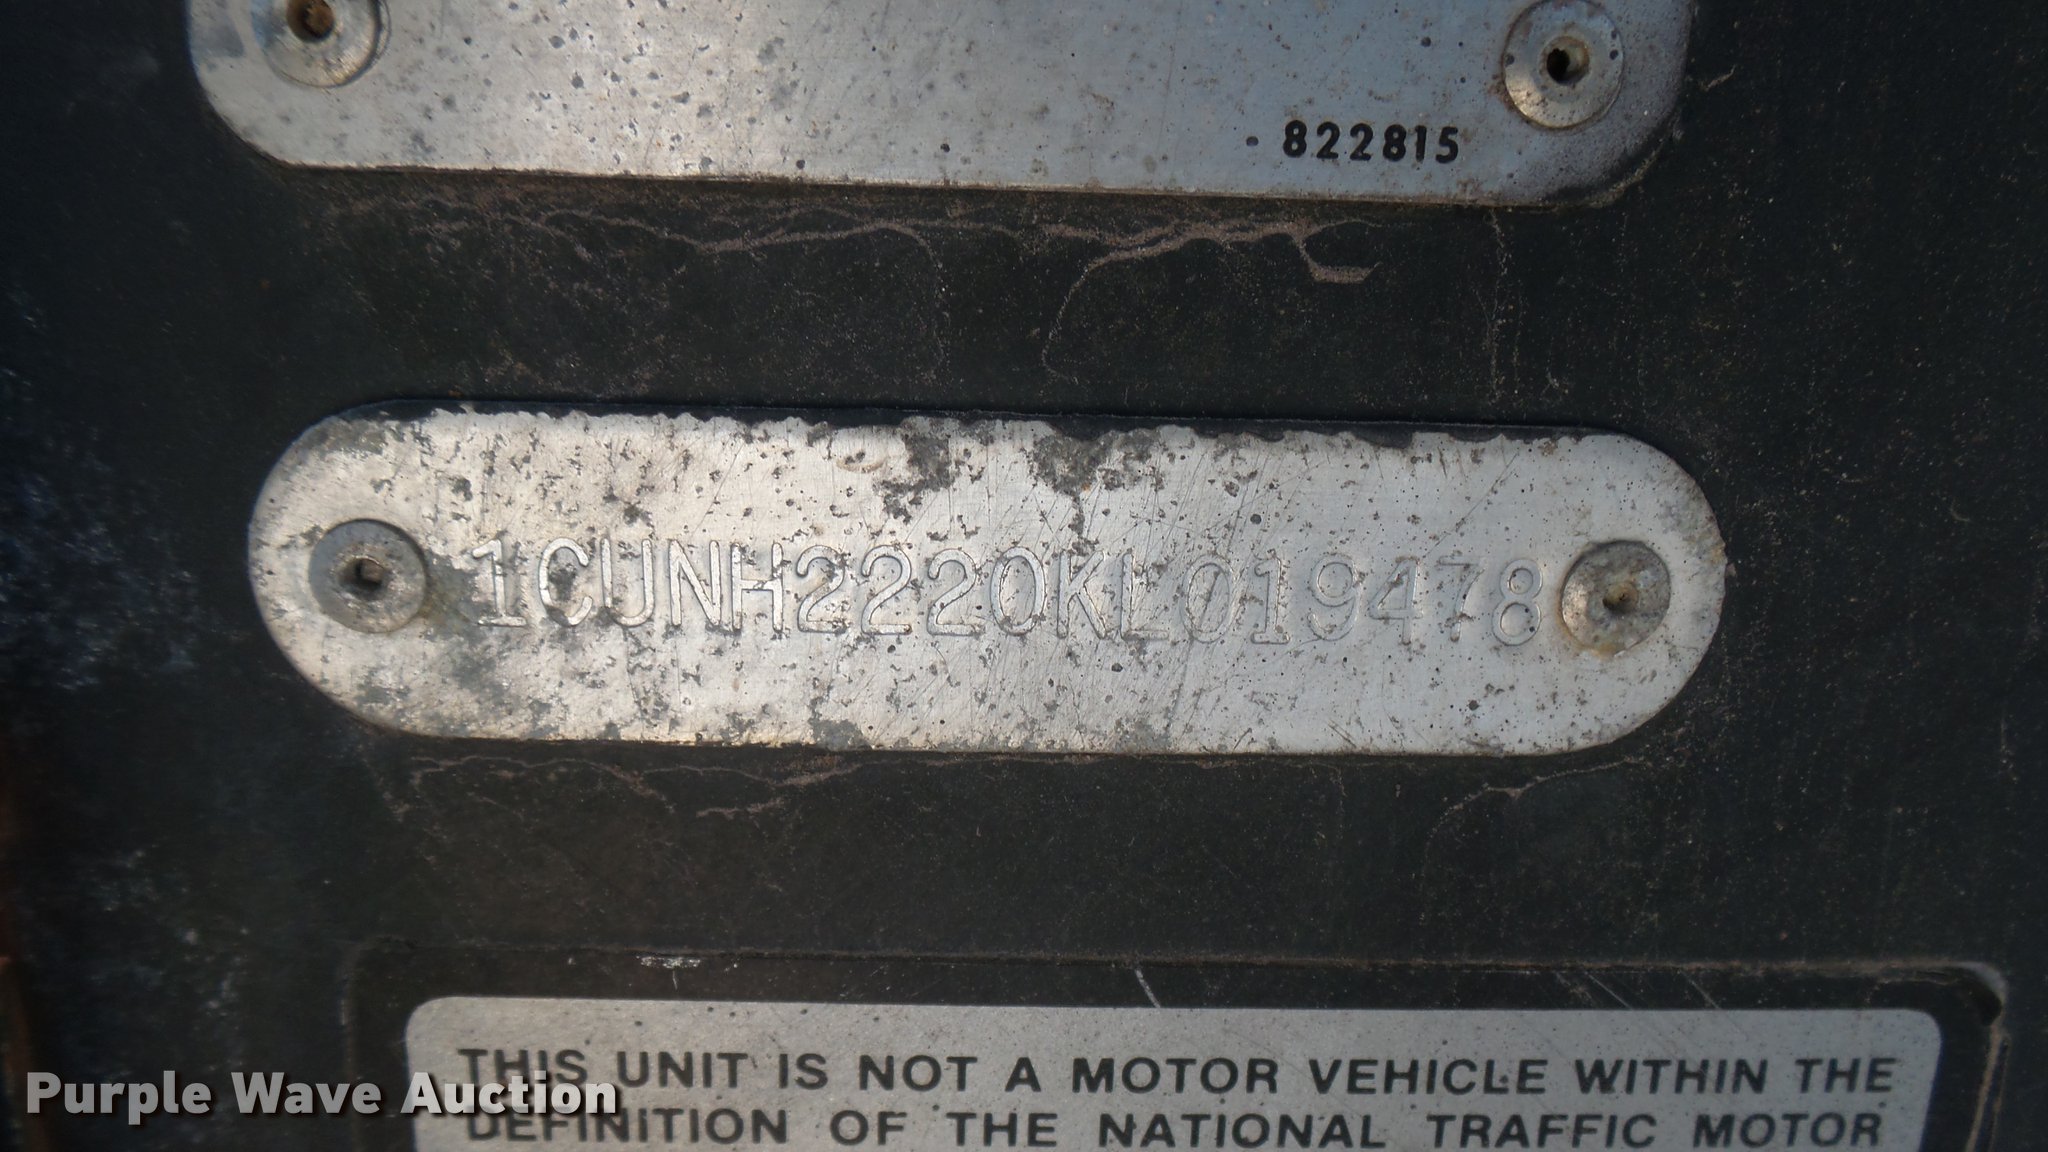 822815
1CUNH2220KL019478
THIS UNIT IS NOT A MOTOR VEHICLE WITHIN THE
DEFINITION OF THE NATIONAL TRAFFIC MOTOR
Purple Wave Auction